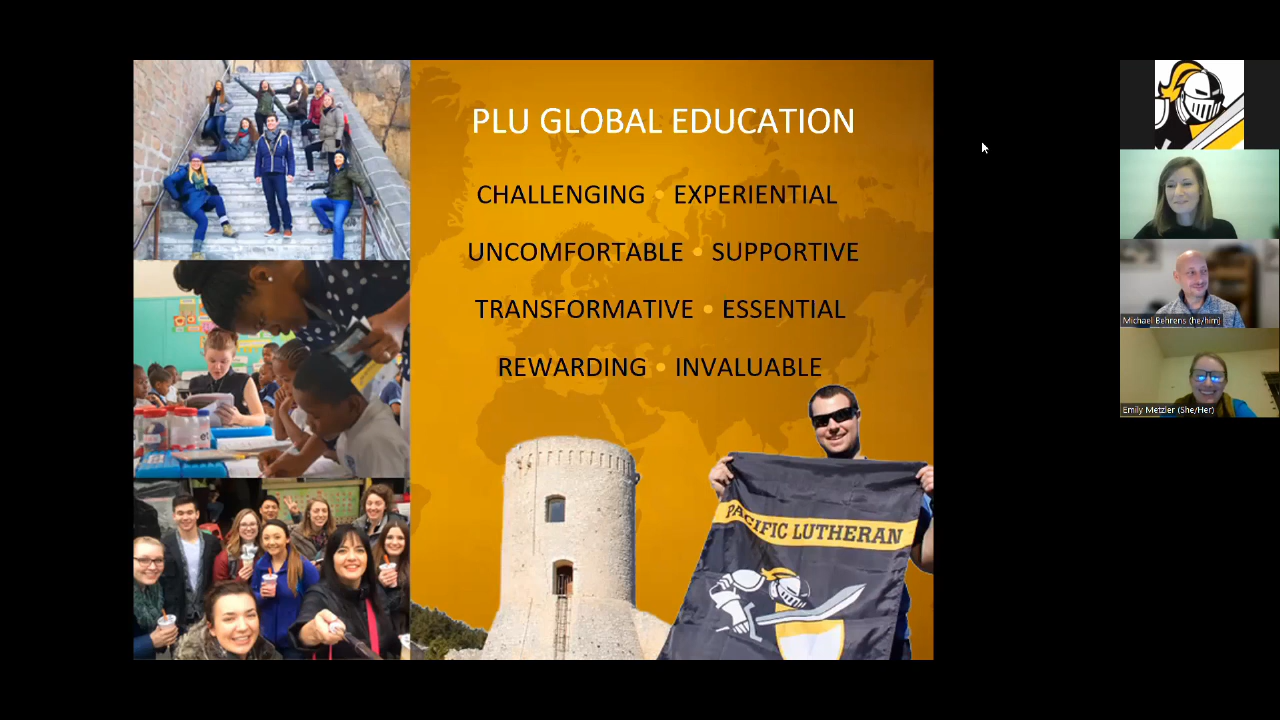 PLU GLOBAL EDUCATION
CHALLENGING • EXPERIENTIAL
UNCOMFORTABLE • SUPPORTIVE
TRANSFORMATIVE • ESSENTIAL
REWARDING • INVALUABLE
PACIFIC LUTHERAN
Michael Behrens (he/him)
Emily Metzler (She/Her)